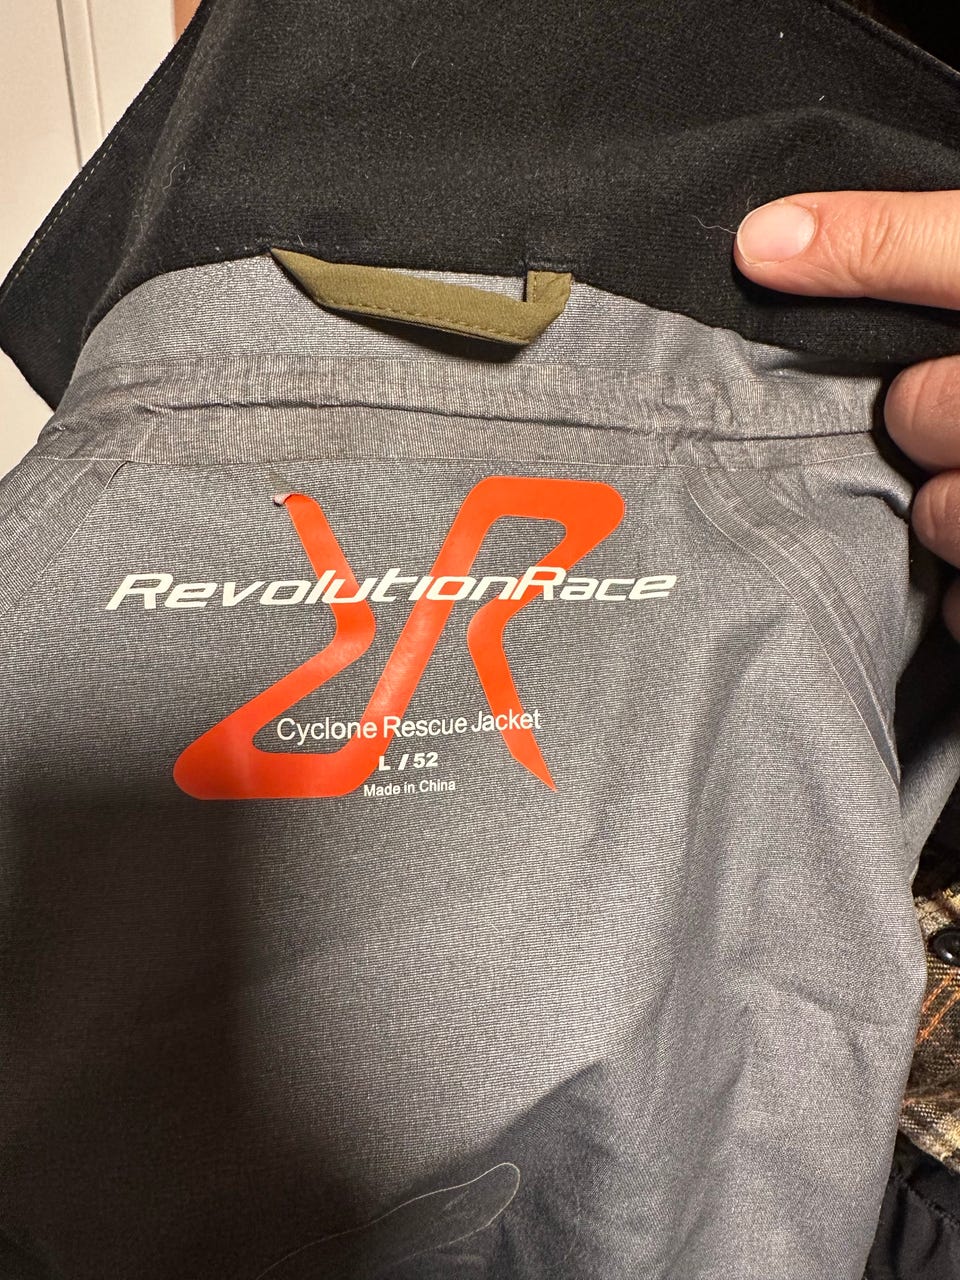 RevolutionRace
Cyclone Rescue Jacket
L / 52
Made in China